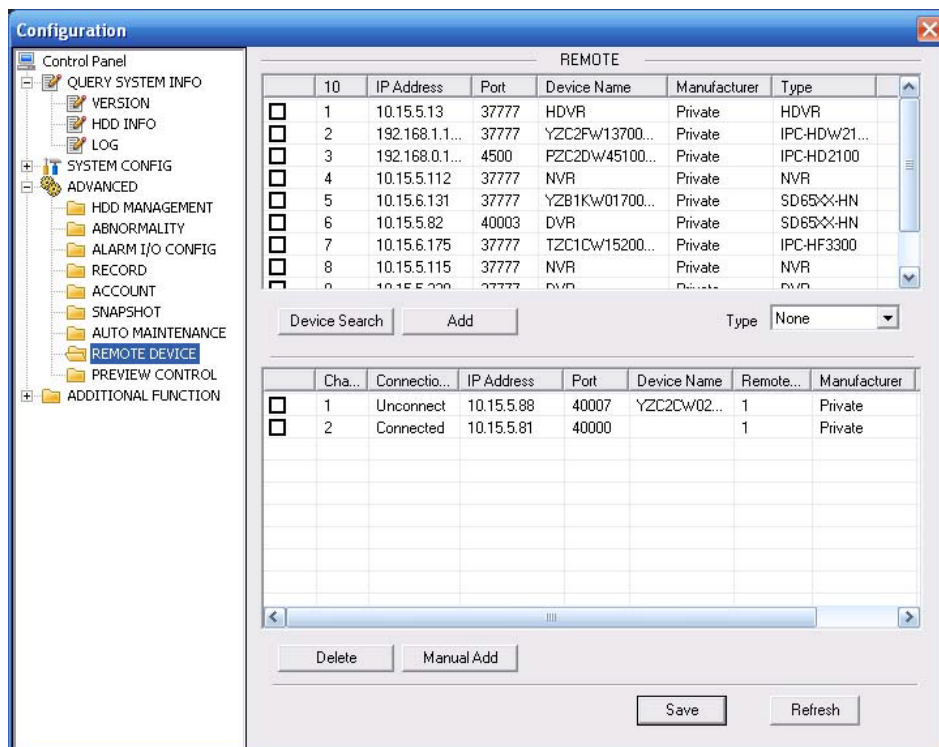 Configuration
Control Panel
QUERY SYSTEM INFO
VERSION
HDD INFO
LOG
SYSTEM CONFIG
ADVANCED
HDD MANAGEMENT
ABNORMALITY
ALARM I/O CONFIG
RECORD
ACCOUNT
SNAPSHOT
AUTO MAINTENANCE
REMOTE DEVICE
PREVIEW CONTROL
ADDITIONAL FUNCTION
REMOTE
10 IP Address Port Device Name Manufacturer Type
1 10.15.5.13 37777 HDVR Private HDVR
2 192.168.1.1... 37777 YZC2FW13700... Private IPC-HDW21...
3 192.168.0.1... 4500 PZC2DW45100... Private IPC-HD2100
4 10.15.5.112 37777 NVR Private NVR
5 10.15.6.131 37777 YZB1KW01700... Private SD65XX-HN
6 10.15.5.82 40003 DVR Private SD65XX-HN
7 10.15.6.175 37777 TZC1CW15200... Private IPC-HF3300
8 10.15.5.115 37777 NVR Private NVR
Device Search Add Type None
Cha... Connectio... IP Address Port Device Name Remote... Manufacturer
1 Unconnect 10.15.5.88 40007 YZC2CW02... 1 Private
2 Connected 10.15.5.81 40000 1 Private
Delete Manual Add
Save Refresh